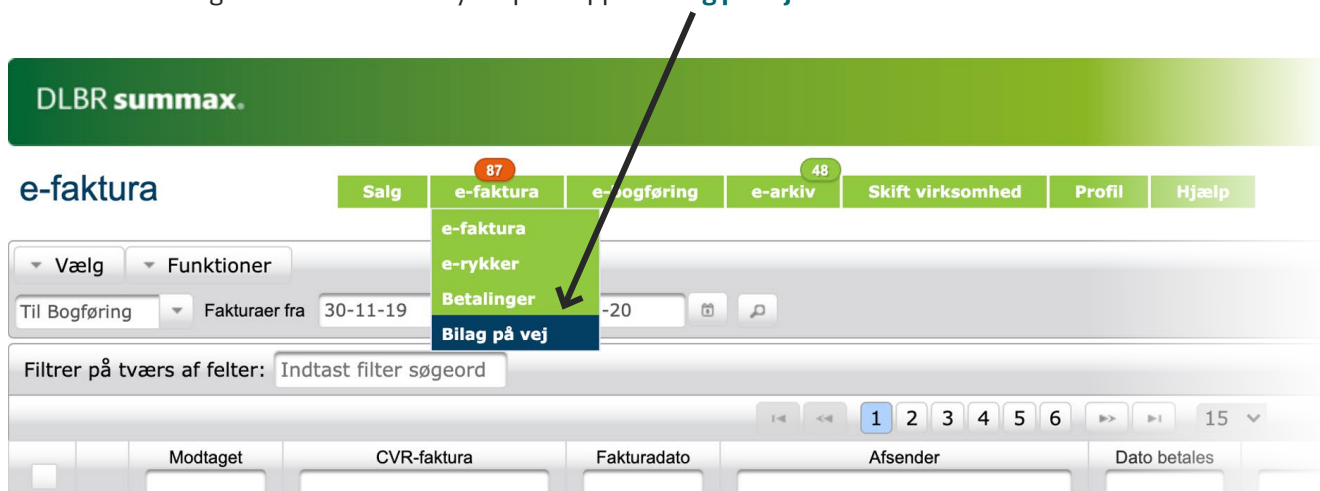 DLBR summax.
87
48
e-faktura
Salg
e-faktura
e-bogføring
e-arkiv
Skift virksomhed
Profil
Hjælp
e-faktura
e-rykker
Betalinger
Bilag på vej
Vælg
Funktioner
Til Bogføring
Fakturaer fra
30-11-19
-20
Filtrer på tværs af felter:
Indtast filter søgeord
1 2 3 4 5 6
15
Modtaget
CVR-faktura
Fakturadato
Afsender
Dato betales